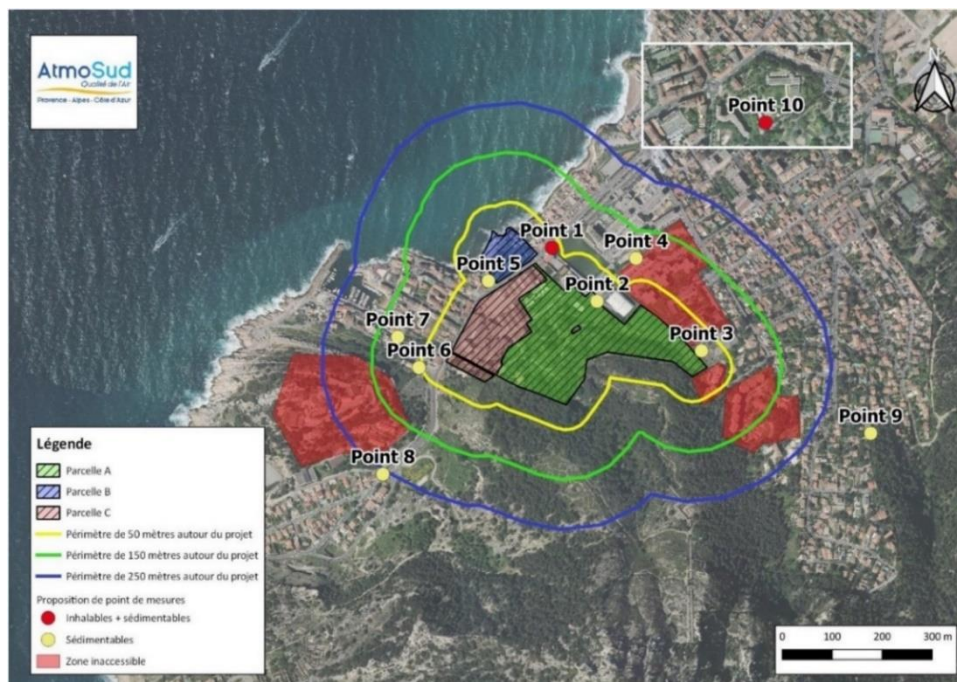 AtmoSud
Qualité de l'Air
Provence - Alpes - Côte d'Azur
Point 10
N
Point 1
Point 4
Point 5
Point 2
Point 7
Point 3
Point 6
Point 9
Point 8
Légende
Parcelle A
Parcelle B
Parcelle C
Périmètre de 50 mètres autour du projet
Périmètre de 150 mètres autour du projet
Périmètre de 250 mètres autour du projet
Proposition de point de mesures
Inhalables + sédimentables
Sédimentables
Zone inaccessible
0 100 200 300 m